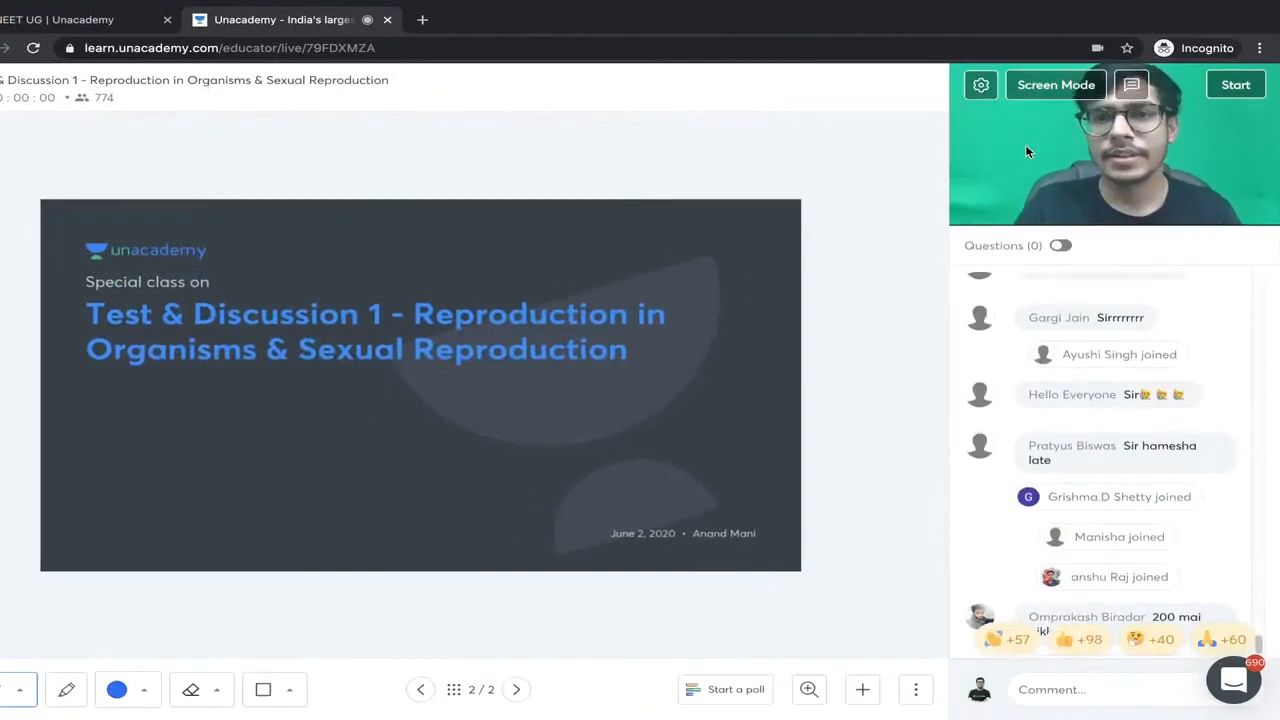 NEET UG | Unacademy
Unacademy - India's larges
learn.unacademy.com/educator/live/79FDXMZA
Incognito
& Discussion 1 - Reproduction in Organisms & Sexual Reproduction
0 : 00 : 00 • 774
Screen Mode
Start
unacademy
Special class on
Test & Discussion 1 - Reproduction in
Organisms & Sexual Reproduction
June 2, 2020 • Anand Mani
Questions (0)
Gargi Jain Sirrrrrrrr
Ayushi Singh joined
Hello Everyone Sir
Pratyus Biswas Sir hamesha
late
G Grishma.D Shetty joined
Manisha joined
anshu Raj joined
Omprakash Biradar 200 mai
+57 +98 +40 +60
2 / 2
Start a poll
Comment...
690